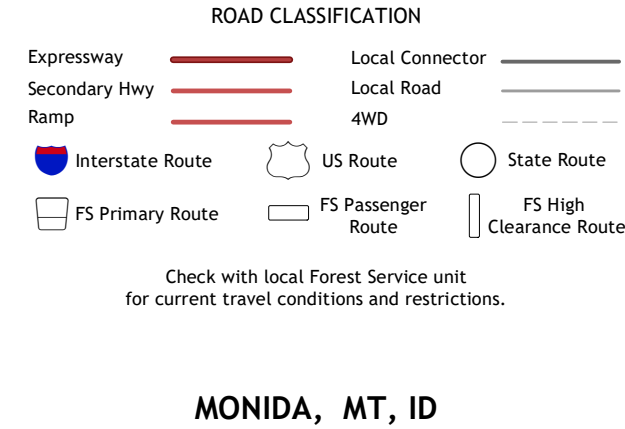 ROAD CLASSIFICATION
Expressway
Secondary Hwy
Ramp
Local Connector
Local Road
4WD
Interstate Route
US Route
State Route
FS Primary Route
FS Passenger
Route
FS High
Clearance Route
Check with local Forest Service unit
for current travel conditions and restrictions.
MONIDA, MT, ID